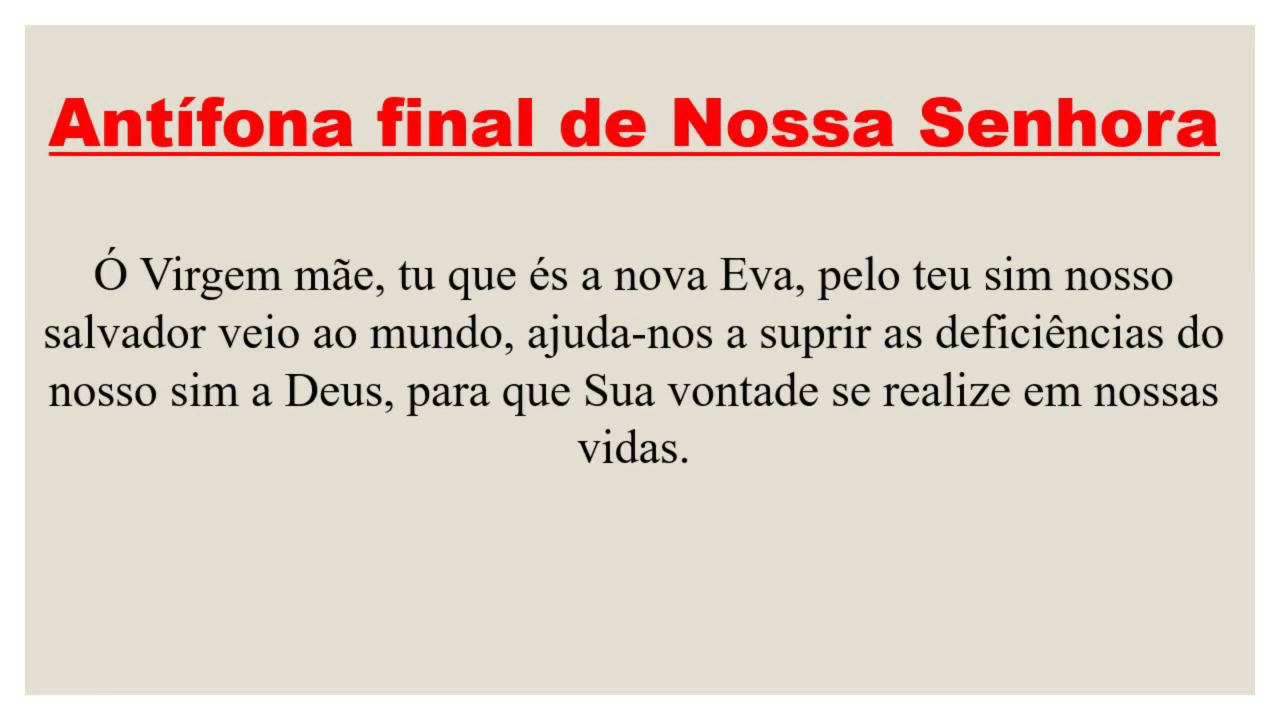 Antífona final de Nossa Senhora
Ó Virgem mãe, tu que és a nova Eva, pelo teu sim nosso
salvador veio ao mundo, ajuda-nos a suprir as deficiências do
nosso sim a Deus, para que Sua vontade se realize em nossas
vidas.